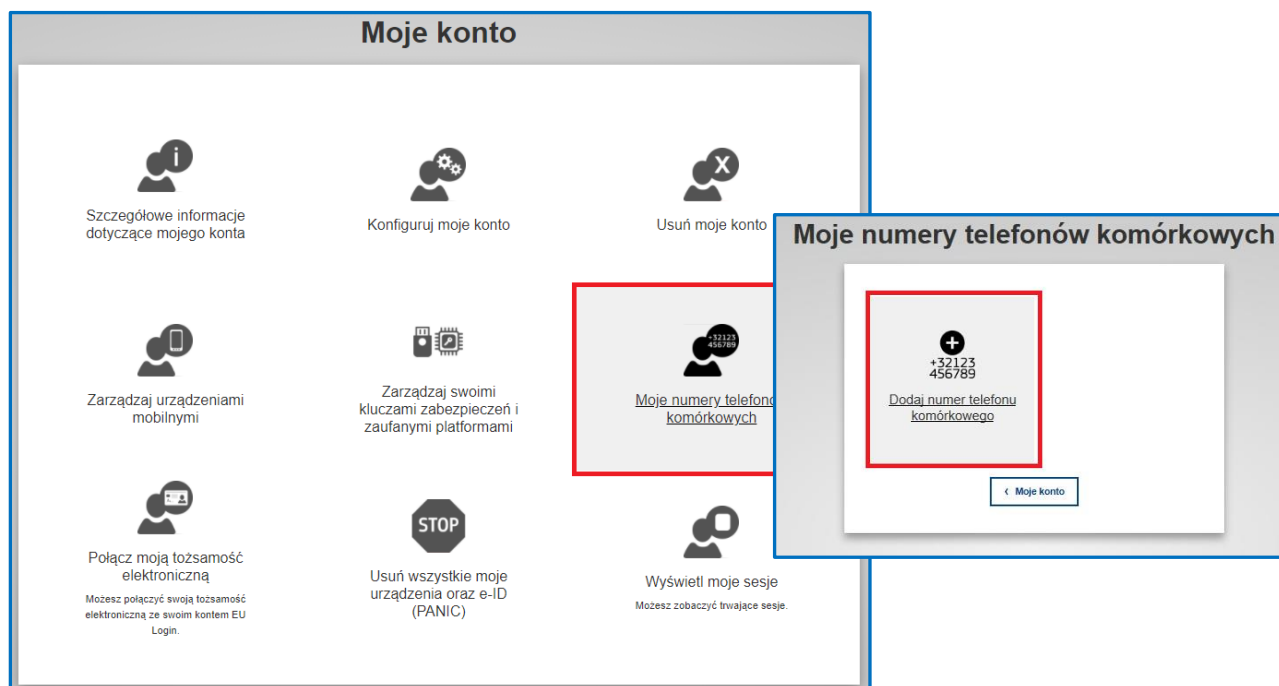 Moje konto
i
Szczegółowe informacje
dotyczące mojego konta
Konfiguruj moje konto
X
Usuń moje konto
Zarządzaj urządzeniami
mobilnymi
Zarządzaj swoimi
kluczami zabezpieczeń i
zaufanymi platformami
+32123
456789
Moje numery
komórkowych
Połącz moją tożsamość
elektroniczną
Możesz połączyć swoją tożsamość
elektroniczną ze swoim kontem EU
Login.
STOP
Usuń wszystkie moje
urządzenia oraz e-ID
(PANIC)
Wyświetl moje sesje
Możesz zobaczyć trwające sesje.
Moje numery telefonów komórkowych
+32123
456789
Dodaj numer telefonu
komórkowego
‹ Moje konto